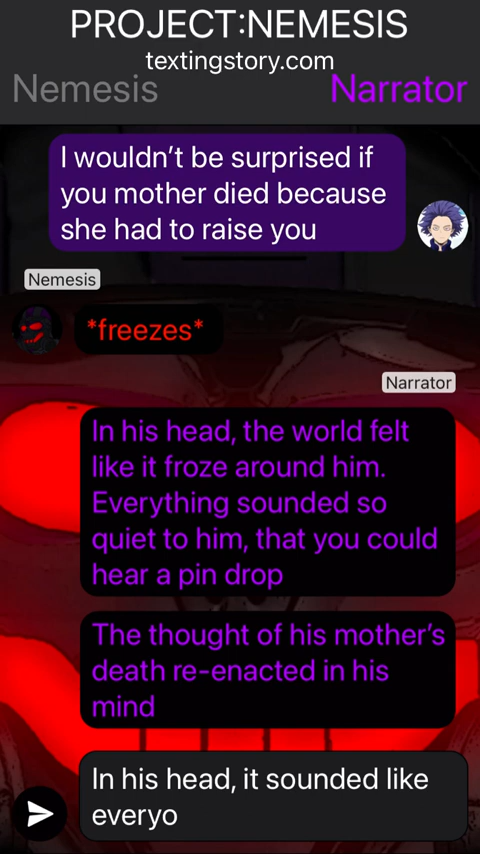 PROJECT:NEMESIS
textingstory.com
Nemesis
Narrator
I wouldn't be surprised if
you mother died because
she had to raise you
Nemesis
*freezes*
Narrator
In his head, the world felt
like it froze around him.
Everything sounded so
quiet to him, that you could
hear a pin drop
The thought of his mother's
death re-enacted in his
mind
In his head, it sounded like
everyo